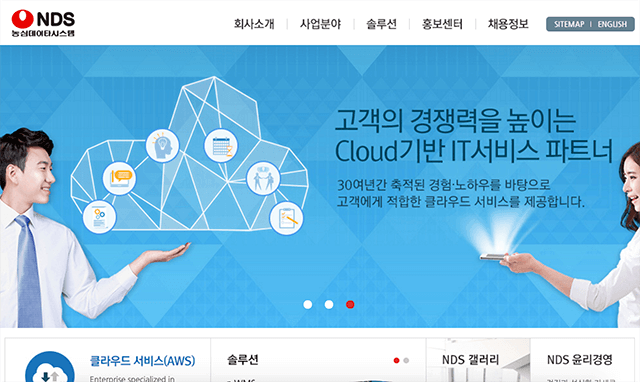 NDS
농심데이타시스템
회사소개 사업분야 솔루션 홍보센터 채용정보 SITEMAP ENGLISH
고객의 경쟁력을 높이는
Cloud기반 IT서비스 파트너
30여년간 축적된 경험·노하우를 바탕으로
고객에게 적합한 클라우드 서비스를 제공합니다.
클라우드 서비스(AWS) 솔루션 NDS 갤러리 NDS 윤리경영
Enterprise specialized in